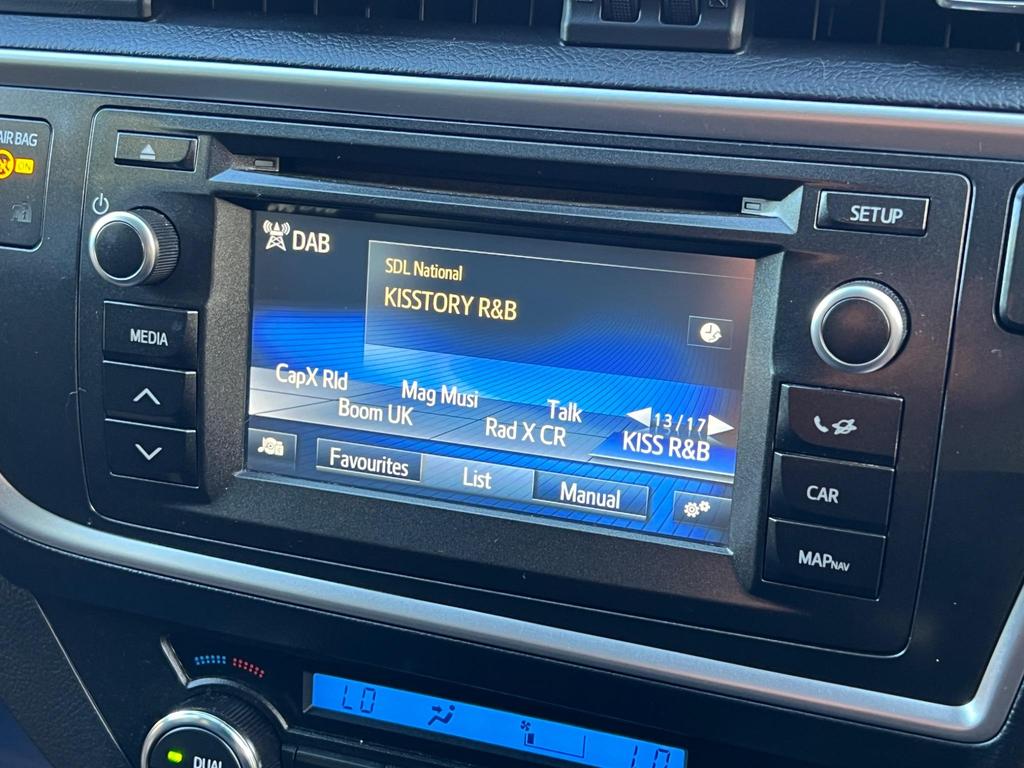 AIR BAG
ON
SETUP
DAB
SDL National
KISSTORY R&B
MEDIA
CapX Rld
Mag Musi
Talk
13/17
Boom UK
Rad X CR
KISS R&B
Favourites
List
Manual
CAR
MAPNAV
LO
LO
DUAL